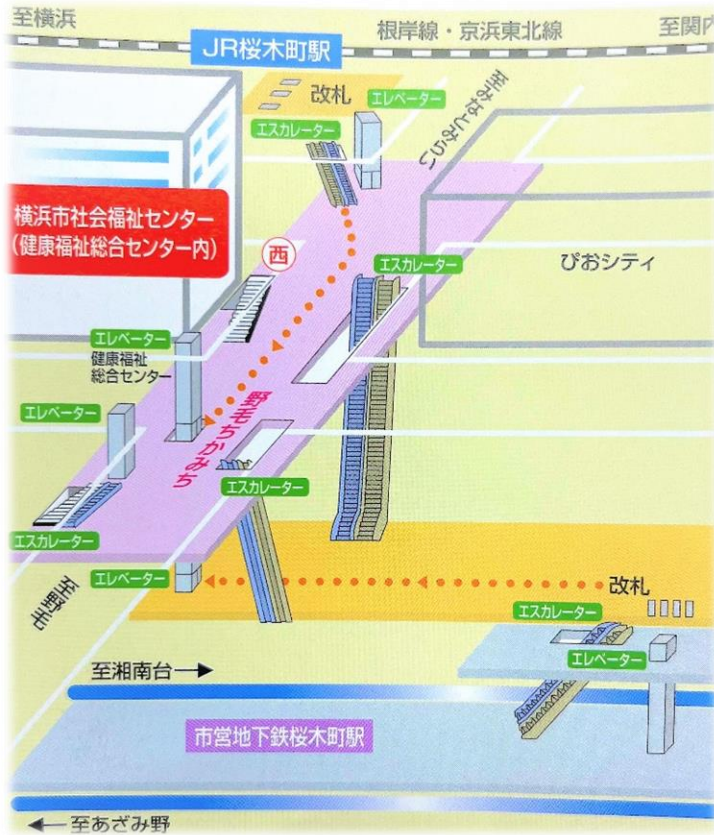 至横浜
根岸線・京浜東北線
至関内
JR桜木町駅
改札
エレベーター
エスカレーター
至みなとみらい
横浜市社会福祉センター
（健康福祉総合センター内）
西
エスカレーター
ぴおシティ
エレベーター
健康福祉
総合センター
エレベーター
野毛ちかみち
エスカレーター
エスカレーター
エレベーター
至野毛
改札
エスカレーター
エレベーター
至湘南台→
市営地下鉄桜木町駅
←至あざみ野